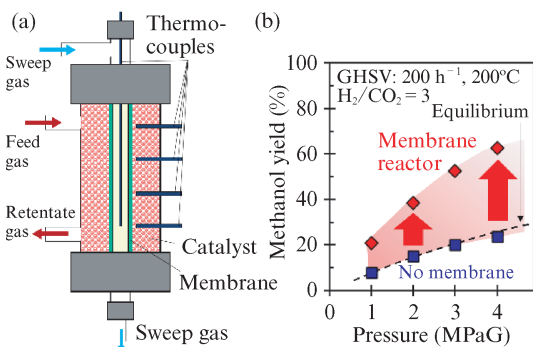 (a)
Thermo-
couples
Sweep
gas
Feed
gas
Retentate
gas
Catalyst
Membrane
Sweep gas
(b)
100
80
60
40
20
0
Methanol yield (%)
GHSV: 200 h⁻¹, 200°C
H₂/CO₂ = 3
Equilibrium
Membrane
reactor
No membrane
0 1 2 3 4
Pressure (MPaG)